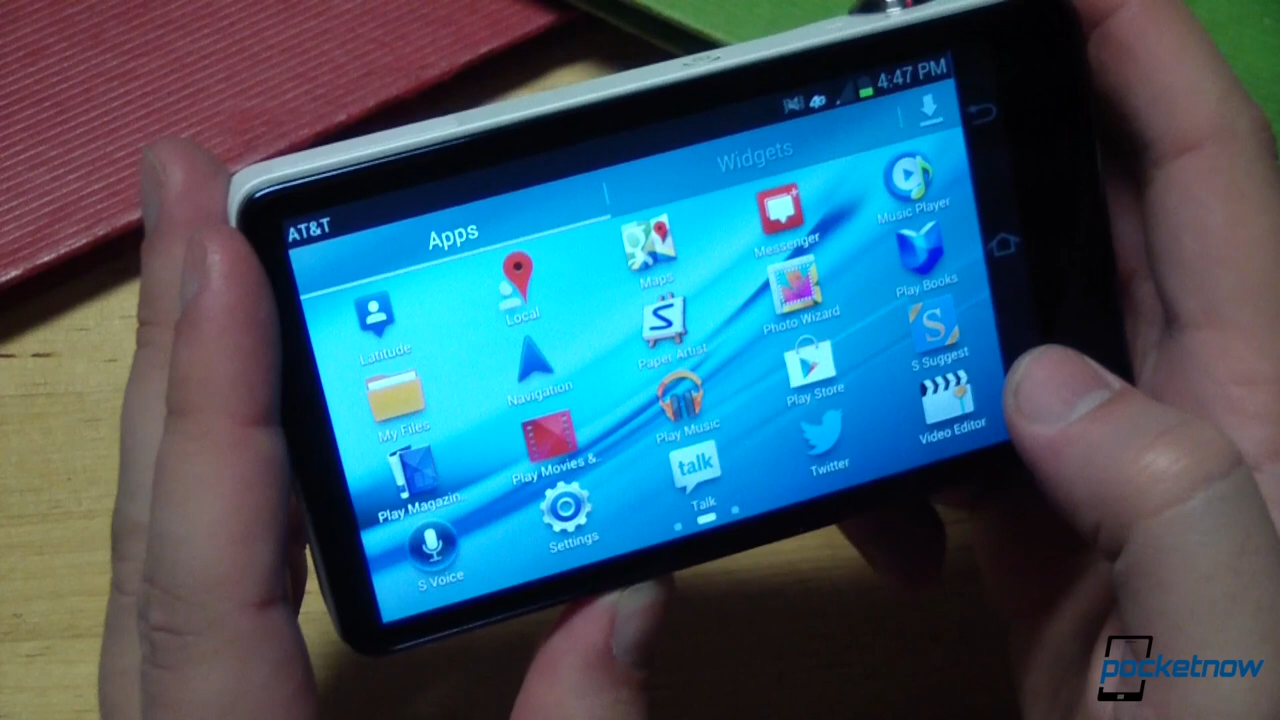 AT&T
4G
4:47 PM
Apps
Widgets
Latitude
Local
Maps
Messenger
Music Player
My Files
Navigation
Paper Artist
Photo Wizard
Play Books
Play Magazin..
Play Movies &..
Play Music
Play Store
S Suggest
S Voice
Settings
talk
Talk
Twitter
Video Editor
pocketnow